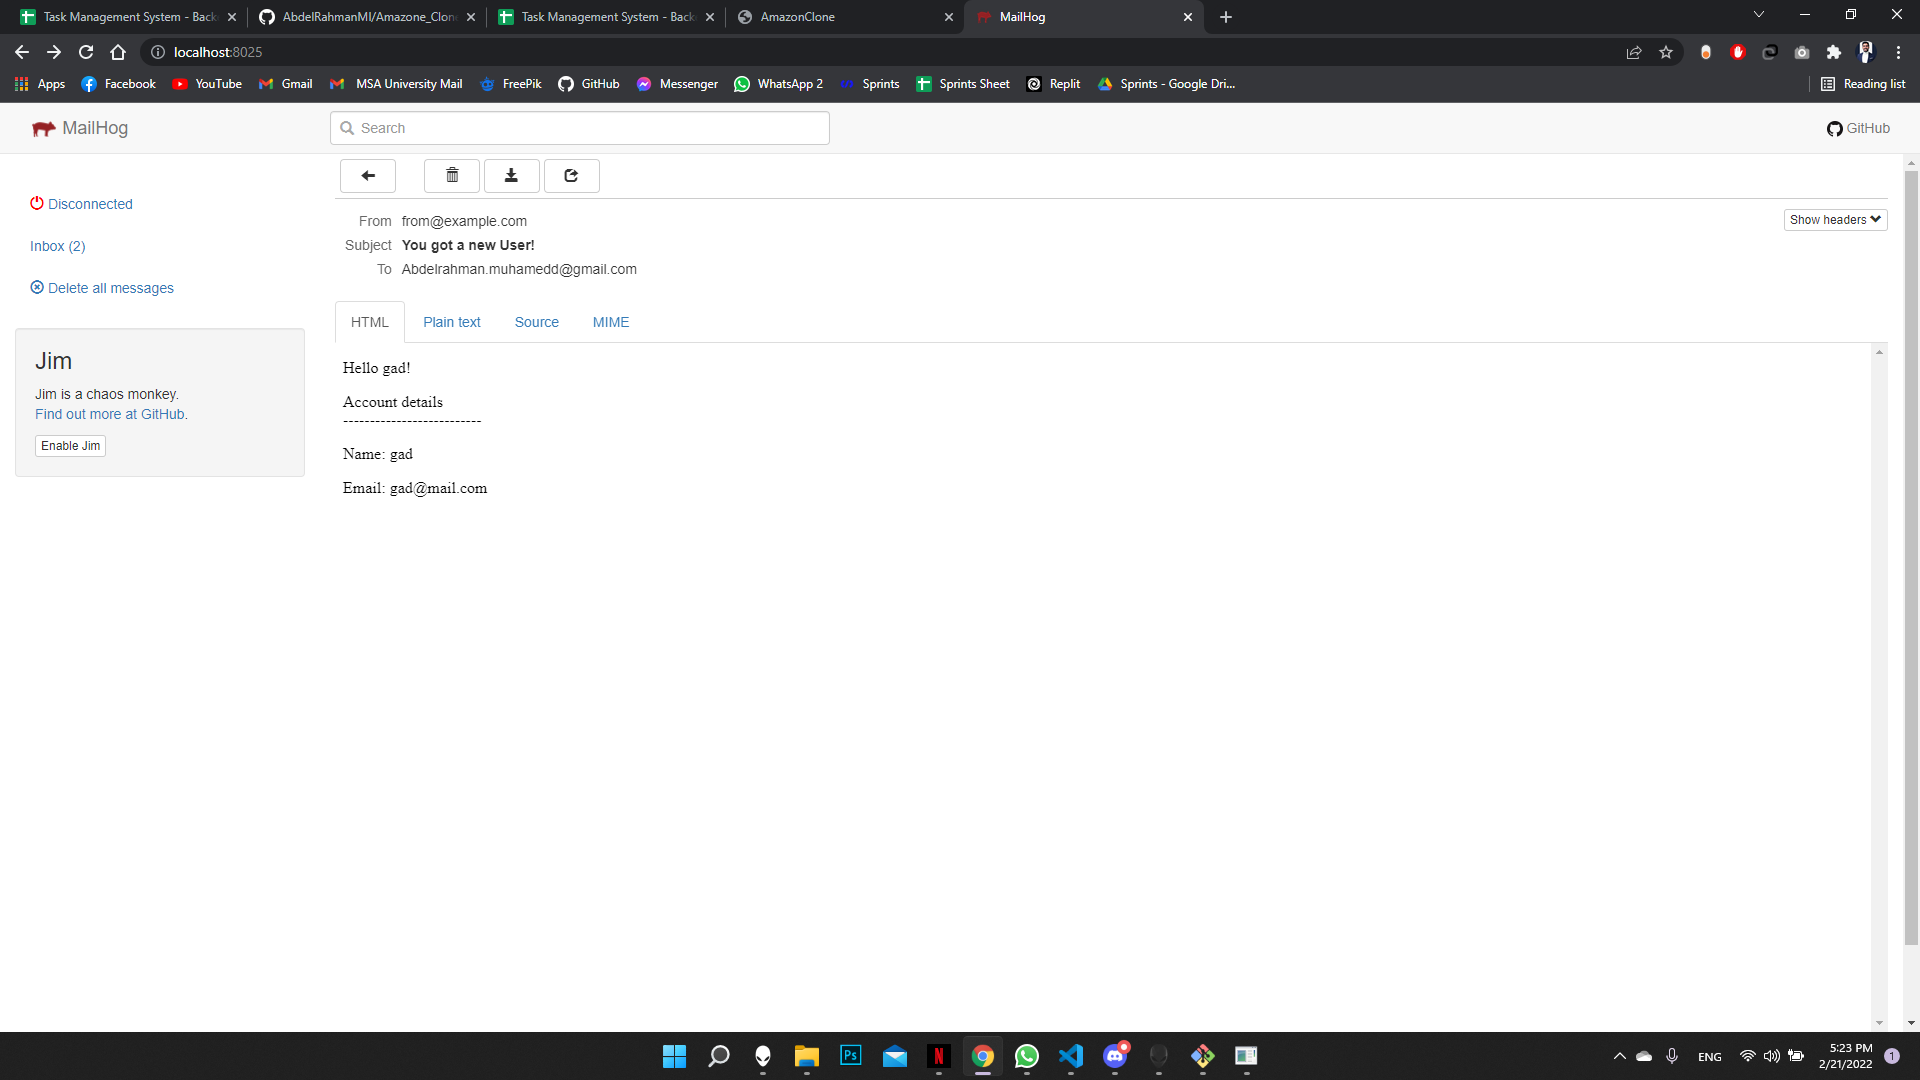 Task Management System - Back
AbdelRahmanMI/Amazone_Clon
Task Management System - Back
AmazonClone
MailHog
localhost:8025
Apps
Facebook
YouTube
Gmail
MSA University Mail
FreePik
GitHub
Messenger
WhatsApp 2
Sprints
Sprints Sheet
Replit
Sprints - Google Dri...
Reading list
MailHog
Search
GitHub
Disconnected
Inbox (2)
Delete all messages
Jim
Jim is a chaos monkey.
Find out more at GitHub.
Enable Jim
From from@example.com
Subject You got a new User!
To Abdelrahman.muhamedd@gmail.com
Show headers
HTML
Plain text
Source
MIME
Hello gad!
Account details
--------------------------
Name: gad
Email: gad@mail.com
Ps
N
ENG
5:23 PM
2/21/2022
1